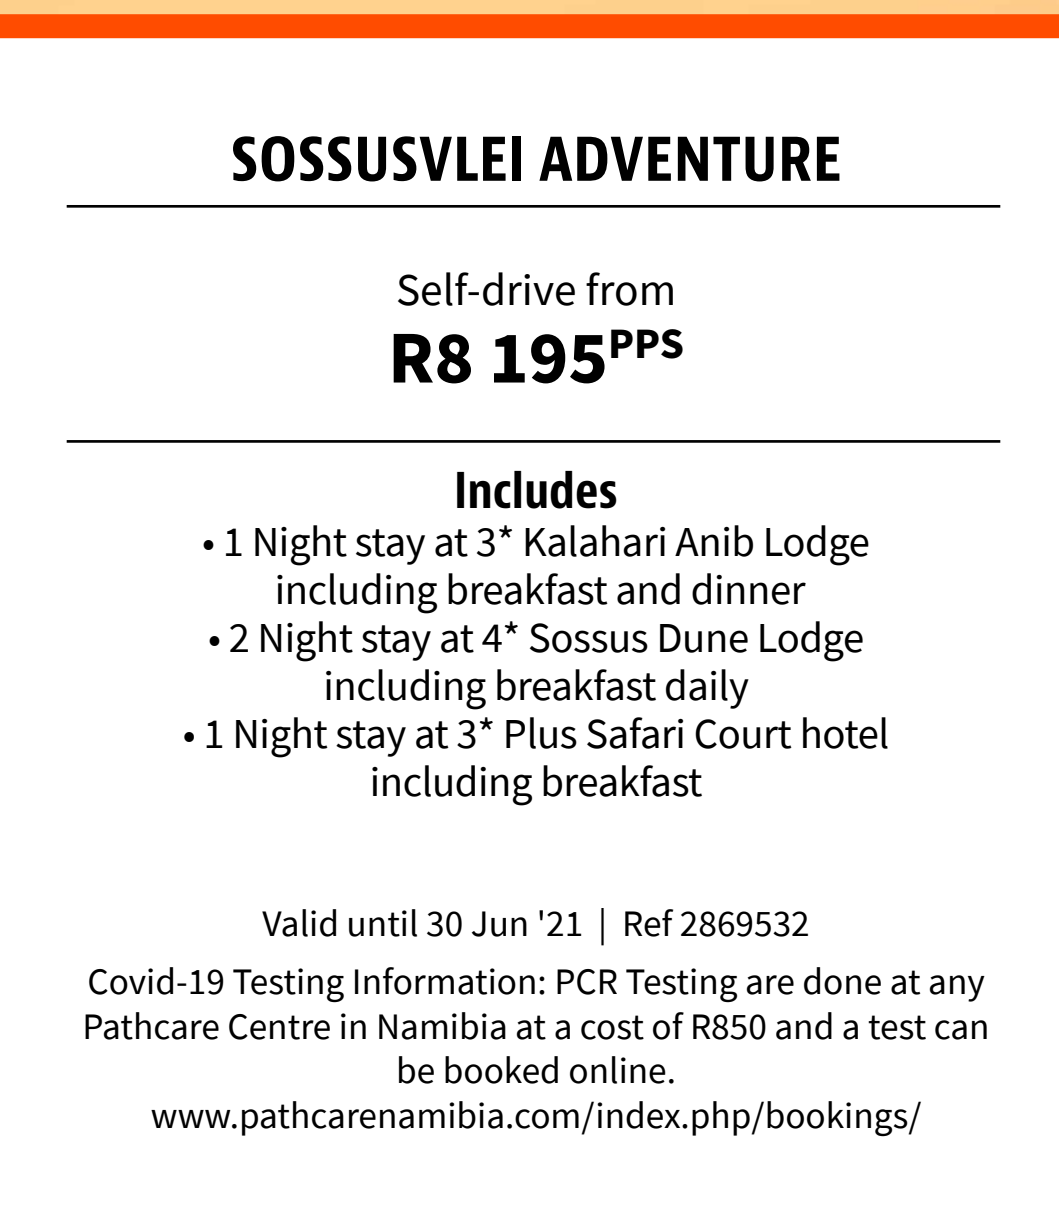 SOSSUSVLEI ADVENTURE
Self-drive from
R8 195PPS
Includes
• 1 Night stay at 3* Kalahari Anib Lodge
including breakfast and dinner
• 2 Night stay at 4* Sossus Dune Lodge
including breakfast daily
• 1 Night stay at 3* Plus Safari Court hotel
including breakfast
Valid until 30 Jun '21 | Ref 2869532
Covid-19 Testing Information: PCR Testing are done at any
Pathcare Centre in Namibia at a cost of R850 and a test can
be booked online.
www.pathcarenamibia.com/index.php/bookings/